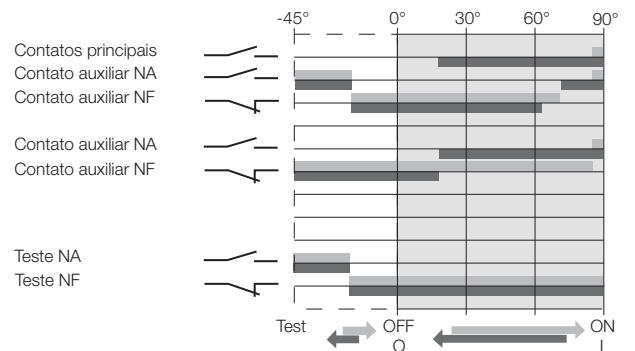 -45° 0° 30° 60° 90°
Contatos principais
Contato auxiliar NA
Contato auxiliar NF
Contato auxiliar NA
Contato auxiliar NF
Teste NA
Teste NF
Test OFF ON
O I